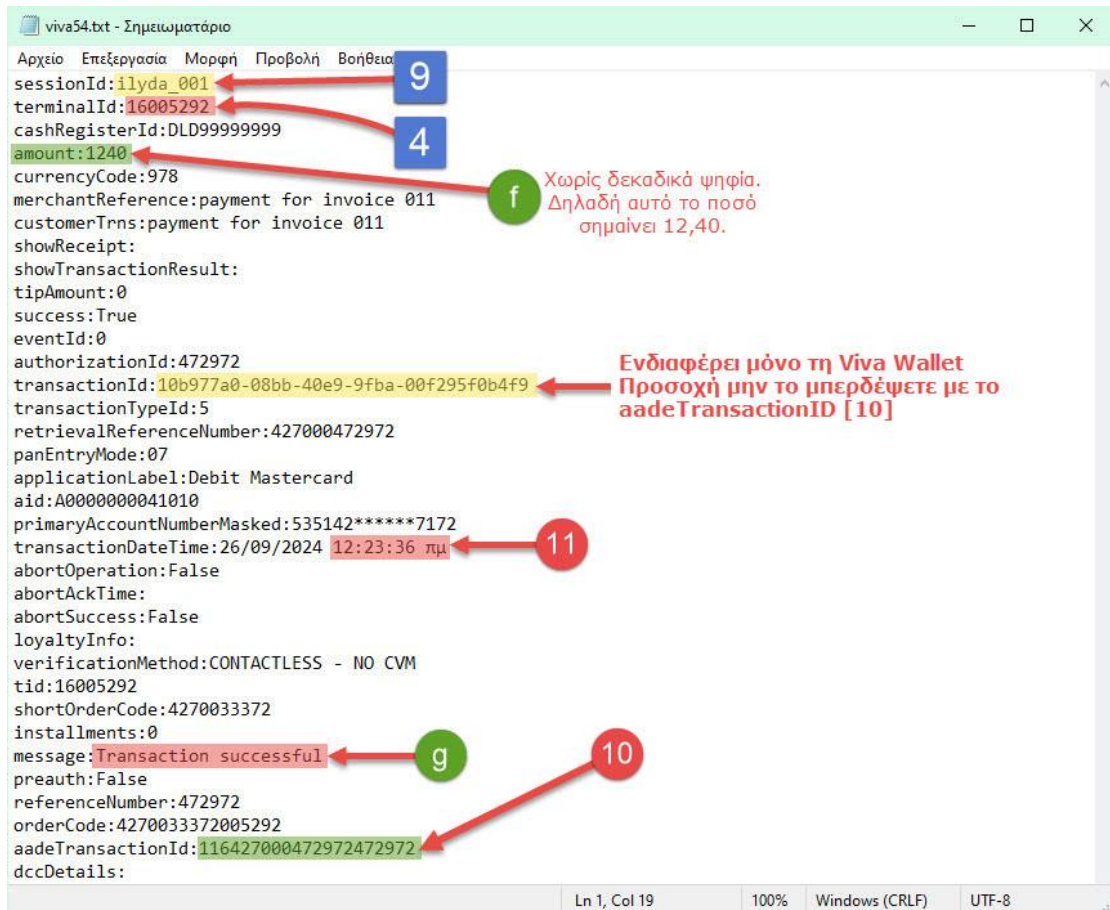 viva54.txt - Σημειωματάριο
Αρχείο Επεξεργασία Μορφή Προβολή Βοήθεια
sessionId:ilyda_001
9
terminalId:16005292
cashRegisterId:DLD99999999
4
amount:1240
currencyCode:978
f
Χωρίς δεκαδικά ψηφία.
Δηλαδή αυτό το ποσό
σημαίνει 12,40.
merchantReference:payment for invoice 011
customerTrns:payment for invoice 011
showReceipt:
showTransactionResult:
tipAmount:0
success:True
eventId:0
authorizationId:472972
transactionId:10b977a0-08bb-40e9-9fba-00f295f0b4f9
Ενδιαφέρει μόνο τη Viva Wallet
Προσοχή μην το μπερδέψετε με το
aadeTransactionID [10]
transactionTypeId:5
retrievalReferenceNumber:427000472972
panEntryMode:07
applicationLabel:Debit Mastercard
aid:A0000000041010
primaryAccountNumberMasked:535142******7172
transactionDateTime:26/09/2024 12:23:36 πμ
11
abortOperation:False
abortAckTime:
abortSuccess:False
loyaltyInfo:
verificationMethod:CONTACTLESS - NO CVM
tid:16005292
shortOrderCode:4270033372
installments:0
message:Transaction successful
g
10
preauth:False
referenceNumber:472972
orderCode:4270033372005292
aadeTransactionId:116427000472972472972
dccDetails:
Ln 1, Col 19 100% Windows (CRLF) UTF-8